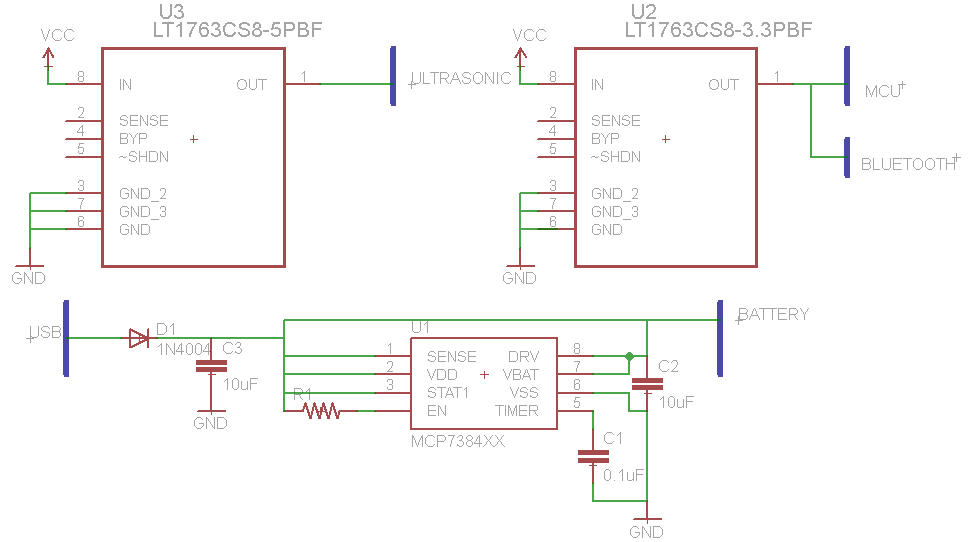 U3
LT1763CS8-5PBF
VCC
8 IN OUT 1
ULTRASONIC
2 SENSE
4 BYP
5 ~SHDN
3 GND_2
7 GND_3
6 GND
GND
U2
LT1763CS8-3.3PBF
VCC
8 IN OUT 1
MCU
2 SENSE
4 BYP
5 ~SHDN
BLUETOOTH
3 GND_2
7 GND_3
6 GND
GND
USB
D1
1N4004
C3
10uF
GND
R1
U1
1 SENSE DRV 8
2 VDD VBAT 7
3 STAT1 VSS 6
EN TIMER 5
MCP7384XX
BATTERY
C2
10uF
C1
0.1uF
GND